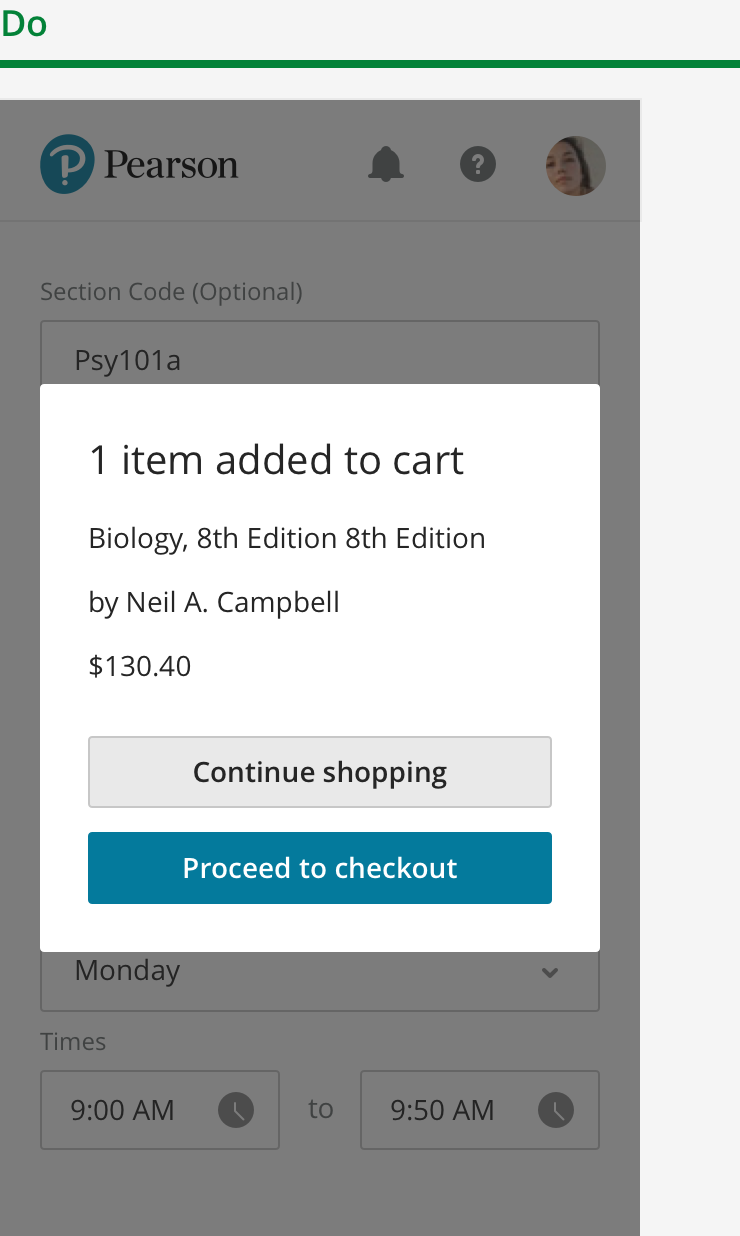 Do
Pearson
Section Code (Optional)
Psy101a
1 item added to cart
Biology, 8th Edition 8th Edition
by Neil A. Campbell
$130.40
Continue shopping
Proceed to checkout
Monday
Times
9:00 AM to 9:50 AM